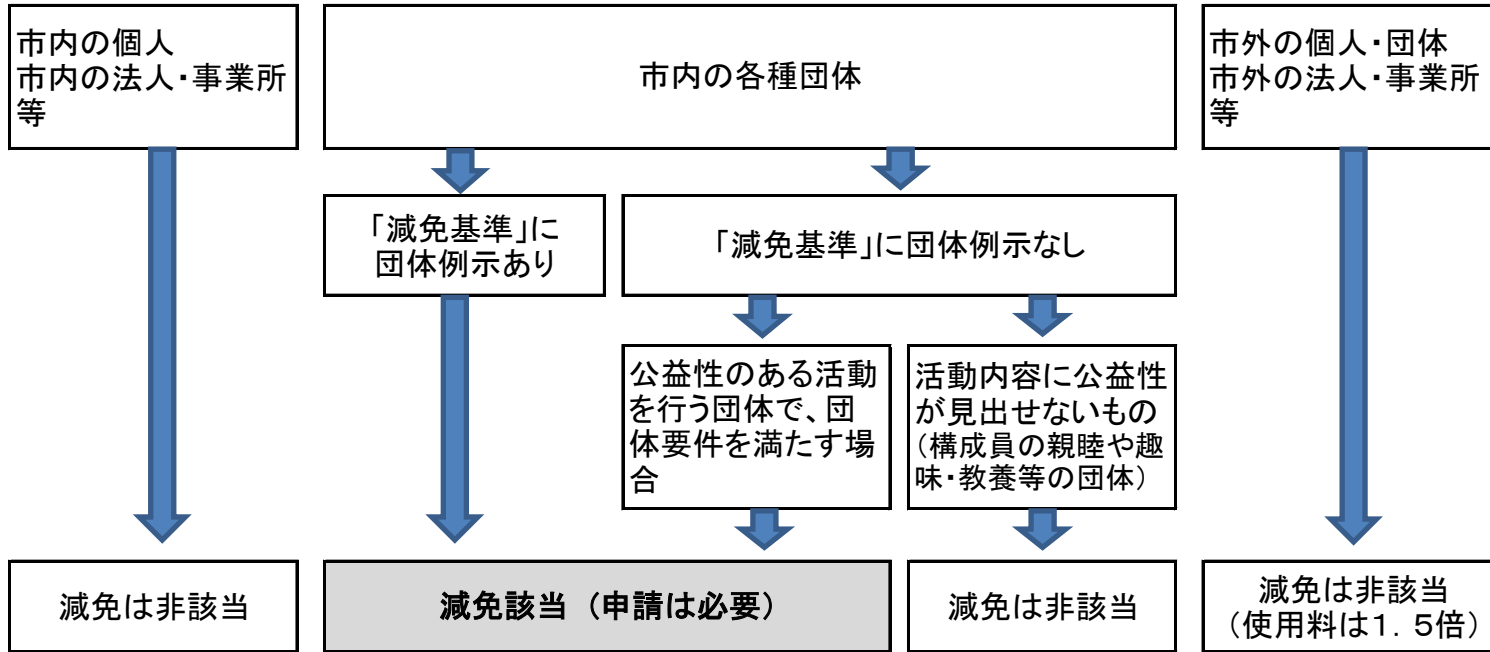 市内の個人
市内の法人・事業所
等
市内の各種団体
市外の個人・団体
市外の法人・事業所
等
「減免基準」に
団体例示あり
「減免基準」に団体例示なし
公益性のある活動
を行う団体で、団
体要件を満たす場
合
活動内容に公益性
が見出せないもの
（構成員の親睦や趣
味・教養等の団体）
減免は非該当
減免該当（申請は必要）
減免は非該当
減免は非該当
（使用料は１．５倍）